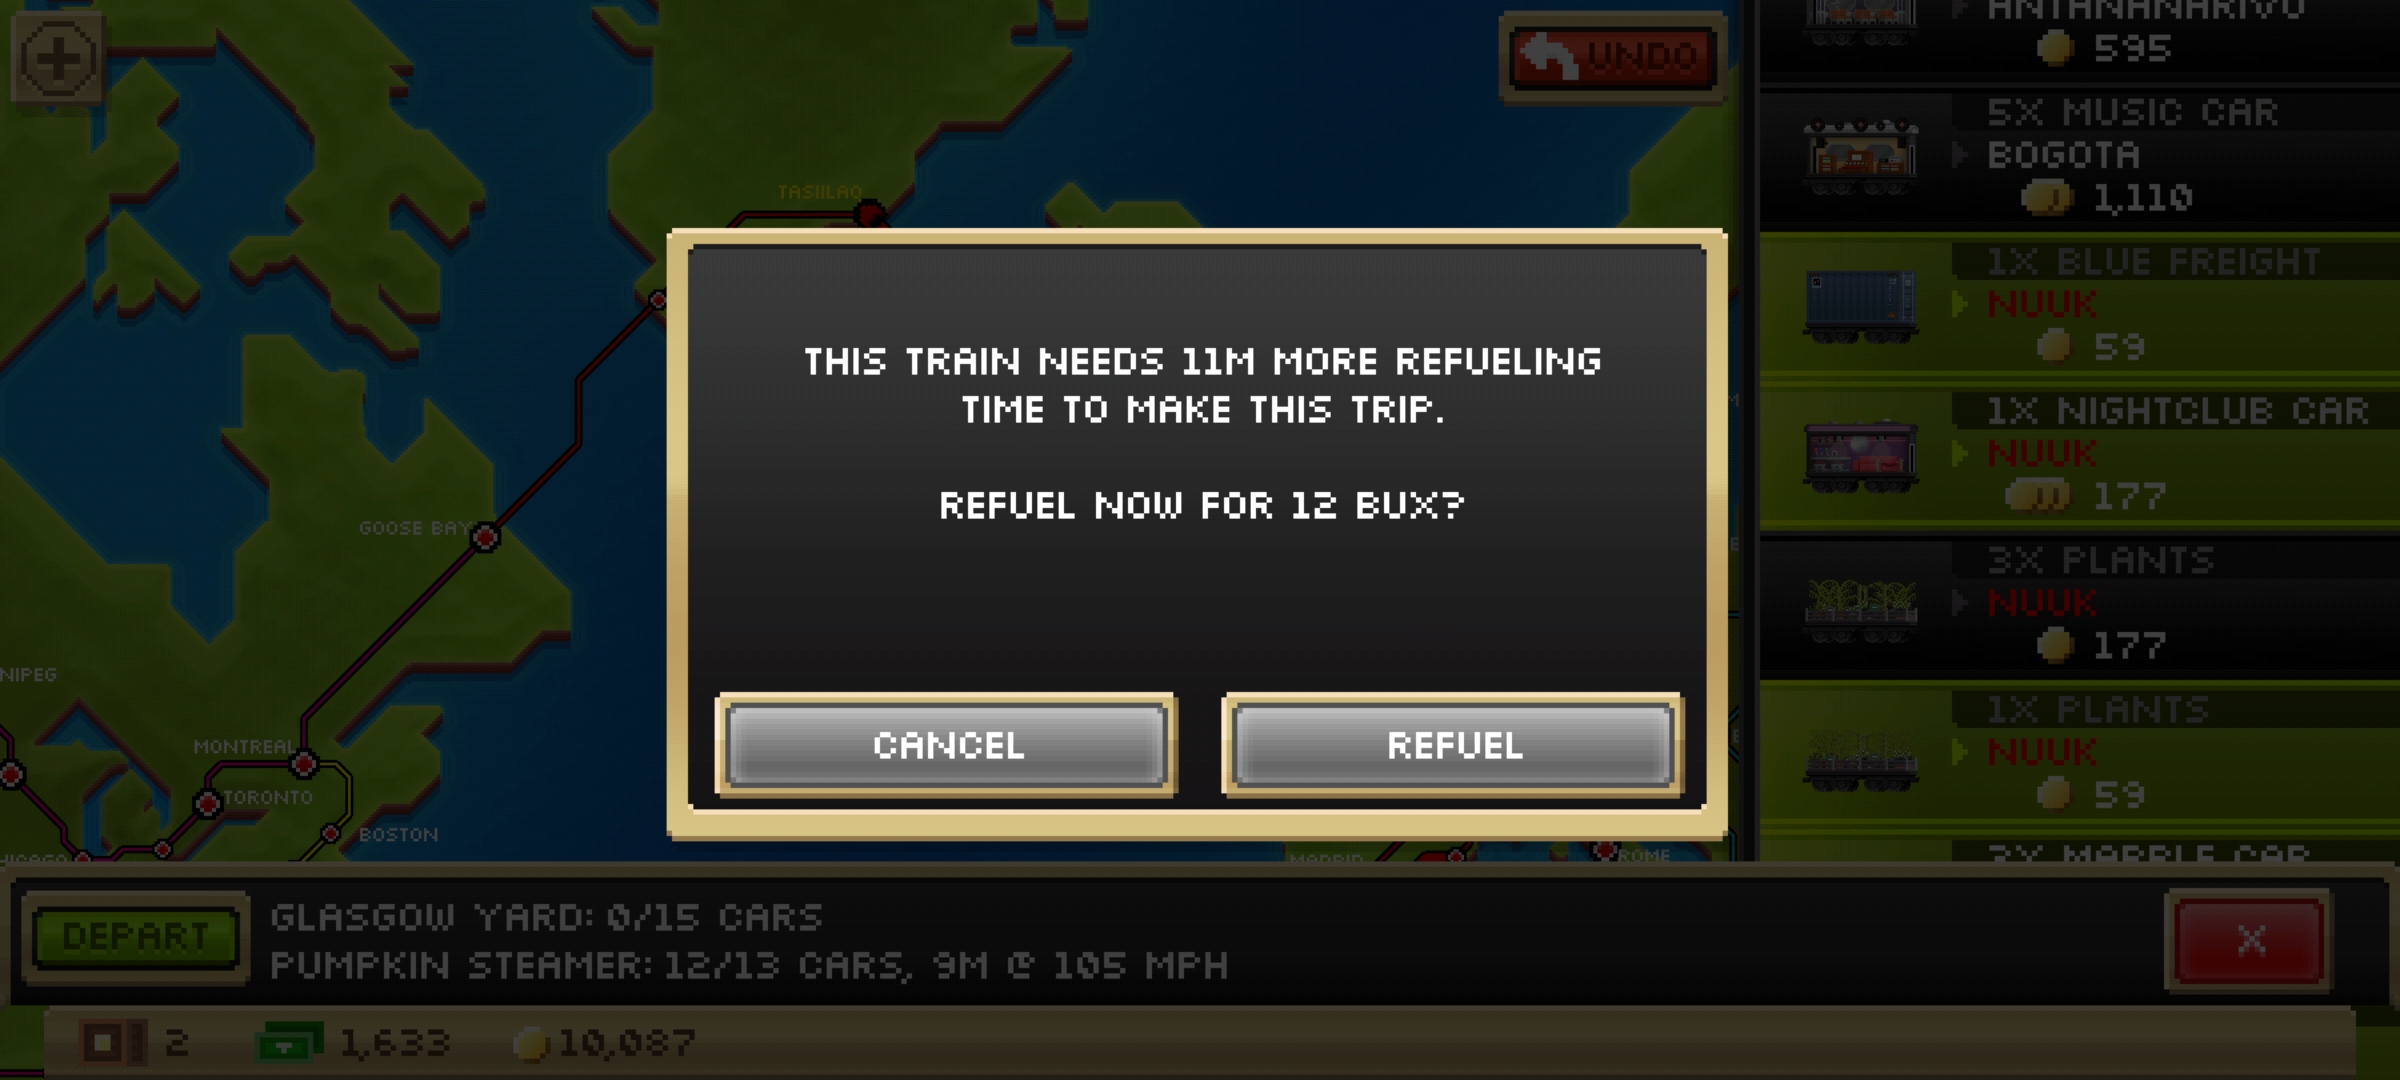 UNDO
TASIILAQ
GOOSE BAY
NIPEG
MONTREAL
TORONTO
BOSTON
MADRID
ROME
THIS TRAIN NEEDS 11M MORE REFUELING
TIME TO MAKE THIS TRIP.
REFUEL NOW FOR 12 BUX?
CANCEL
REFUEL
ANTANANARIVO
595
5X MUSIC CAR
BOGOTA
1,110
1X BLUE FREIGHT
NUUK
59
1X NIGHTCLUB CAR
NUUK
177
3X PLANTS
NUUK
177
1X PLANTS
NUUK
59
MARBLE CAR
DEPART
GLASGOW YARD: 0/15 CARS
PUMPKIN STEAMER: 12/13 CARS, 9M @ 105 MPH
X
2
1,633
10,087